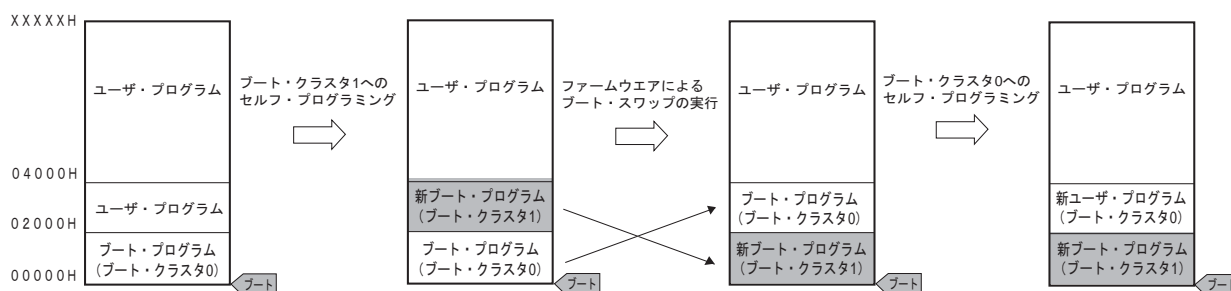 XXXXXH
ユーザ・プログラム
04000H
ユーザ・プログラム
02000H
ブート・プログラム
(ブート・クラスタ0)
00000H
ブート
ブート・クラスタ1への
セルフ・プログラミング
ユーザ・プログラム
新ブート・プログラム
(ブート・クラスタ1)
ブート・プログラム
(ブート・クラスタ0)
ブート
ファームウエアによる
ブート・スワップの実行
ユーザ・プログラム
ブート・プログラム
(ブート・クラスタ0)
新ブート・プログラム
(ブート・クラスタ1)
ブート
ブート・クラスタ0への
セルフ・プログラミング
ユーザ・プログラム
新ユーザ・プログラム
(ブート・クラスタ0)
新ブート・プログラム
(ブート・クラスタ1)
ブート